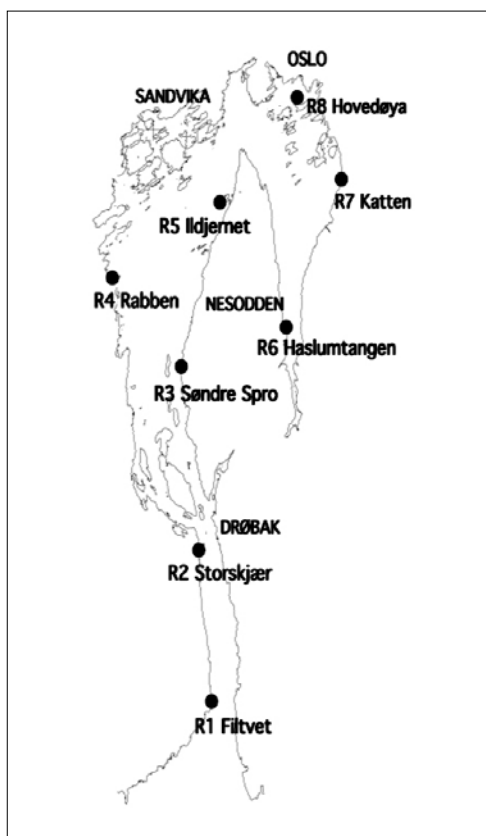 OSLO
SANDVIKA
R8 Hovedøya
R7 Katten
R5 Ildjernet
R4 Rabben
NESODDEN
R6 Haslumtangen
R3 Søndre Spro
DRØBAK
R2 Storskjær
R1 Filtvet